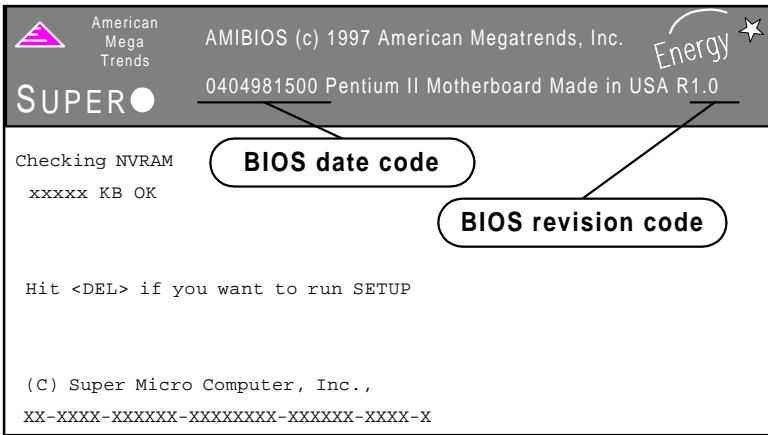 American
Mega
Trends
AMIBIOS (c) 1997 American Megatrends, Inc.
Energy
SUPER
0404981500 Pentium II Motherboard Made in USA R1.0
Checking NVRAM
BIOS date code
xxxxx KB OK
BIOS revision code
Hit <DEL> if you want to run SETUP
(C) Super Micro Computer, Inc.,
XX-XXXX-XXXXXX-XXXXXXXX-XXXXXX-XXXX-X